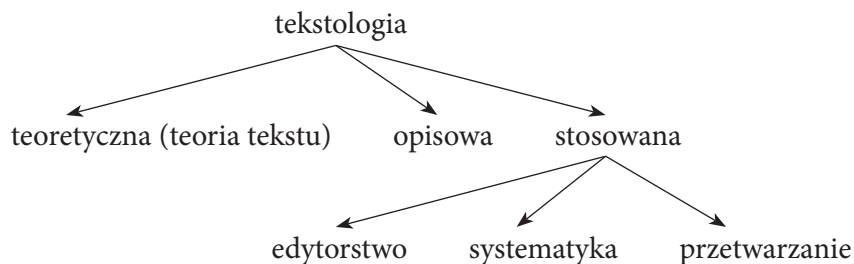 tekstologia
teoretyczna (teoria tekstu) opisowa stosowana
edytorstwo systematyka przetwarzanie